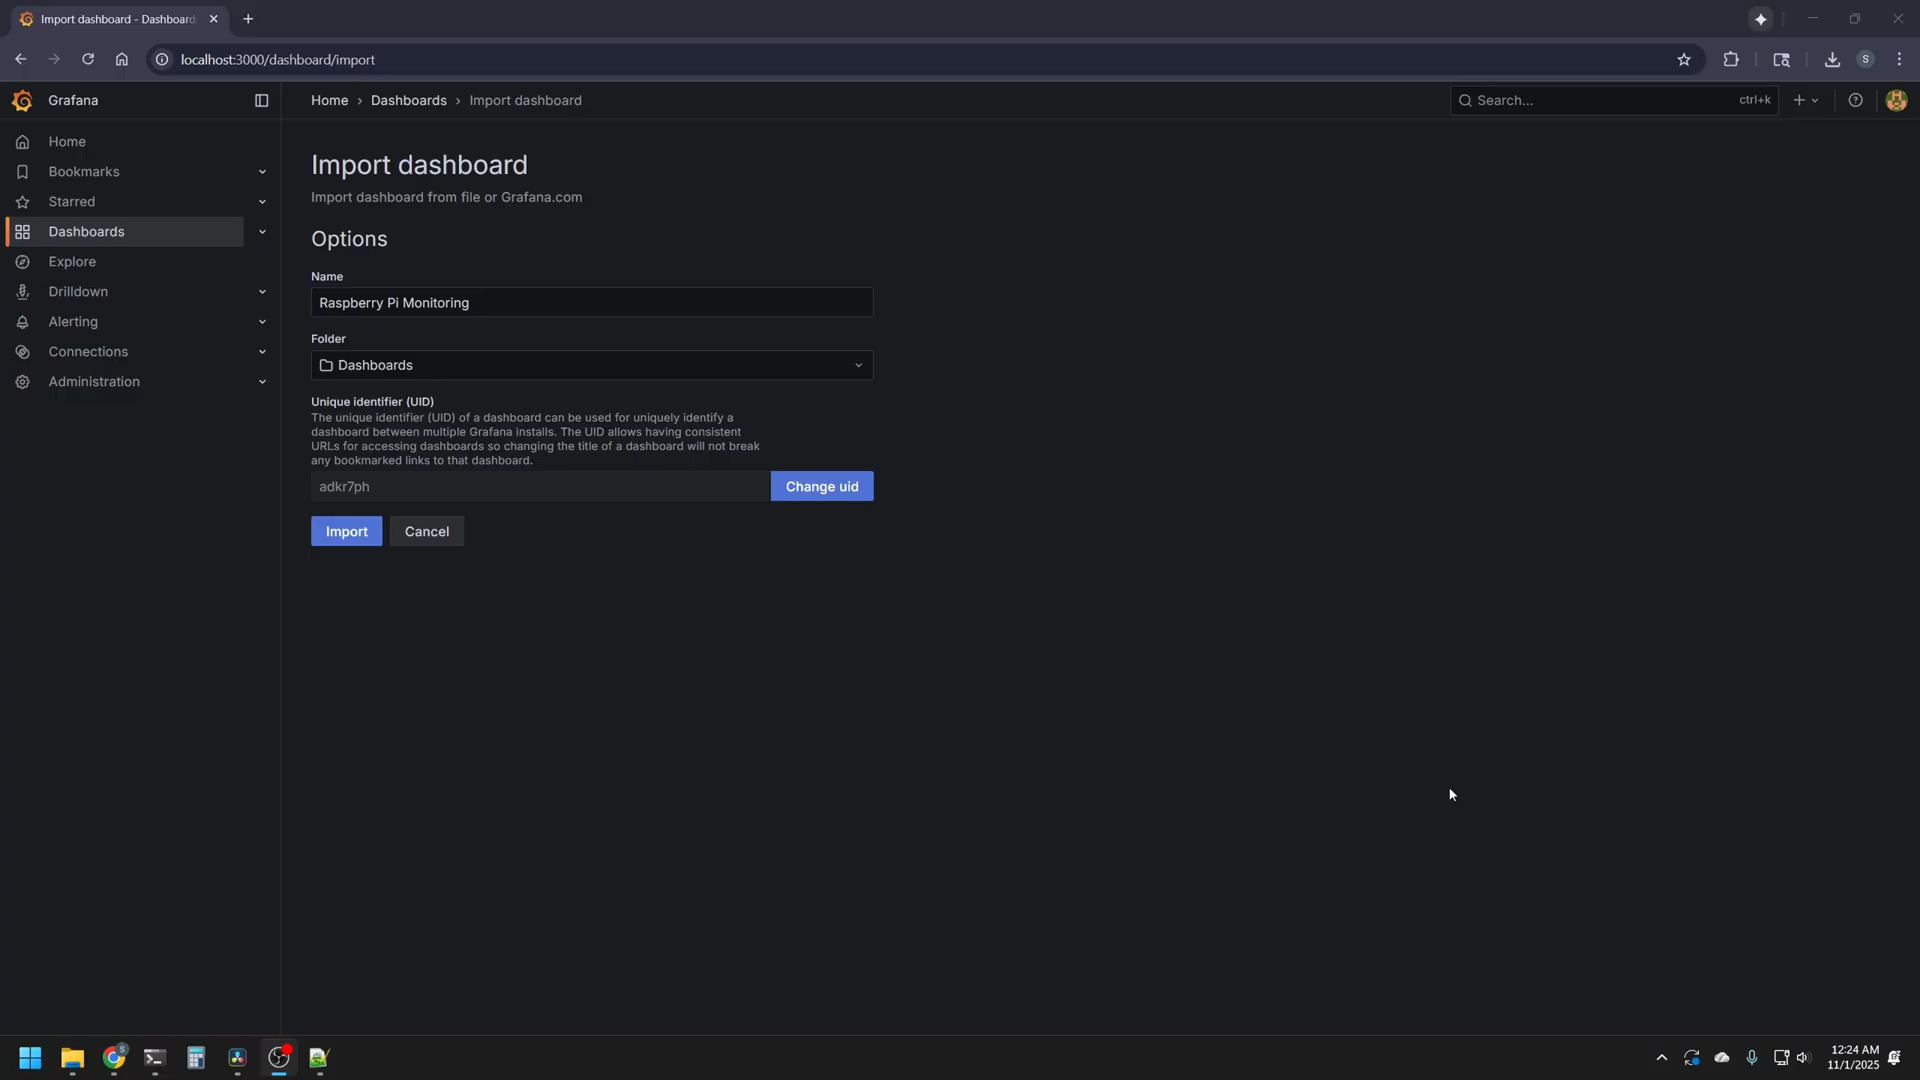 Import dashboard - Dashboard
localhost:3000/dashboard/import
S
Grafana
Home › Dashboards › Import dashboard
Search...
ctrl+k
Home
Bookmarks
Starred
Dashboards
Explore
Drilldown
Alerting
Connections
Administration
Import dashboard
Import dashboard from file or Grafana.com
Options
Name
Raspberry Pi Monitoring
Folder
Dashboards
Unique identifier (UID)
The unique identifier (UID) of a dashboard can be used for uniquely identify a
dashboard between multiple Grafana installs. The UID allows having consistent
URLs for accessing dashboards so changing the title of a dashboard will not break
any bookmarked links to that dashboard.
adkr7ph
Change uid
Import
Cancel
S
12:24 AM
11/1/2025